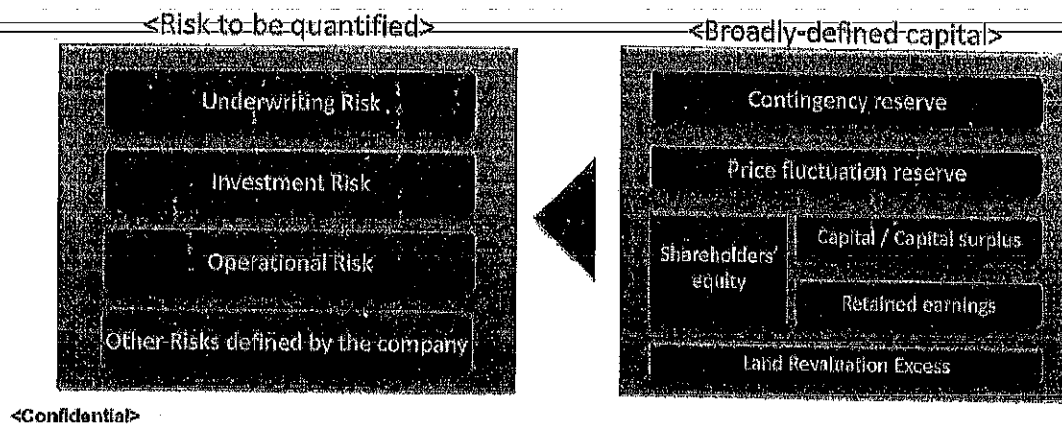 <Risk to be quantified>
Underwriting Risk
Investment Risk
Operational Risk
Other Risks defined by the company
<Broadly-defined capital>
Contingency reserve
Price fluctuation reserve
Shareholders'
equity
Capital / Capital surplus
Retained earnings
Land Revaluation Excess
<Confidential>